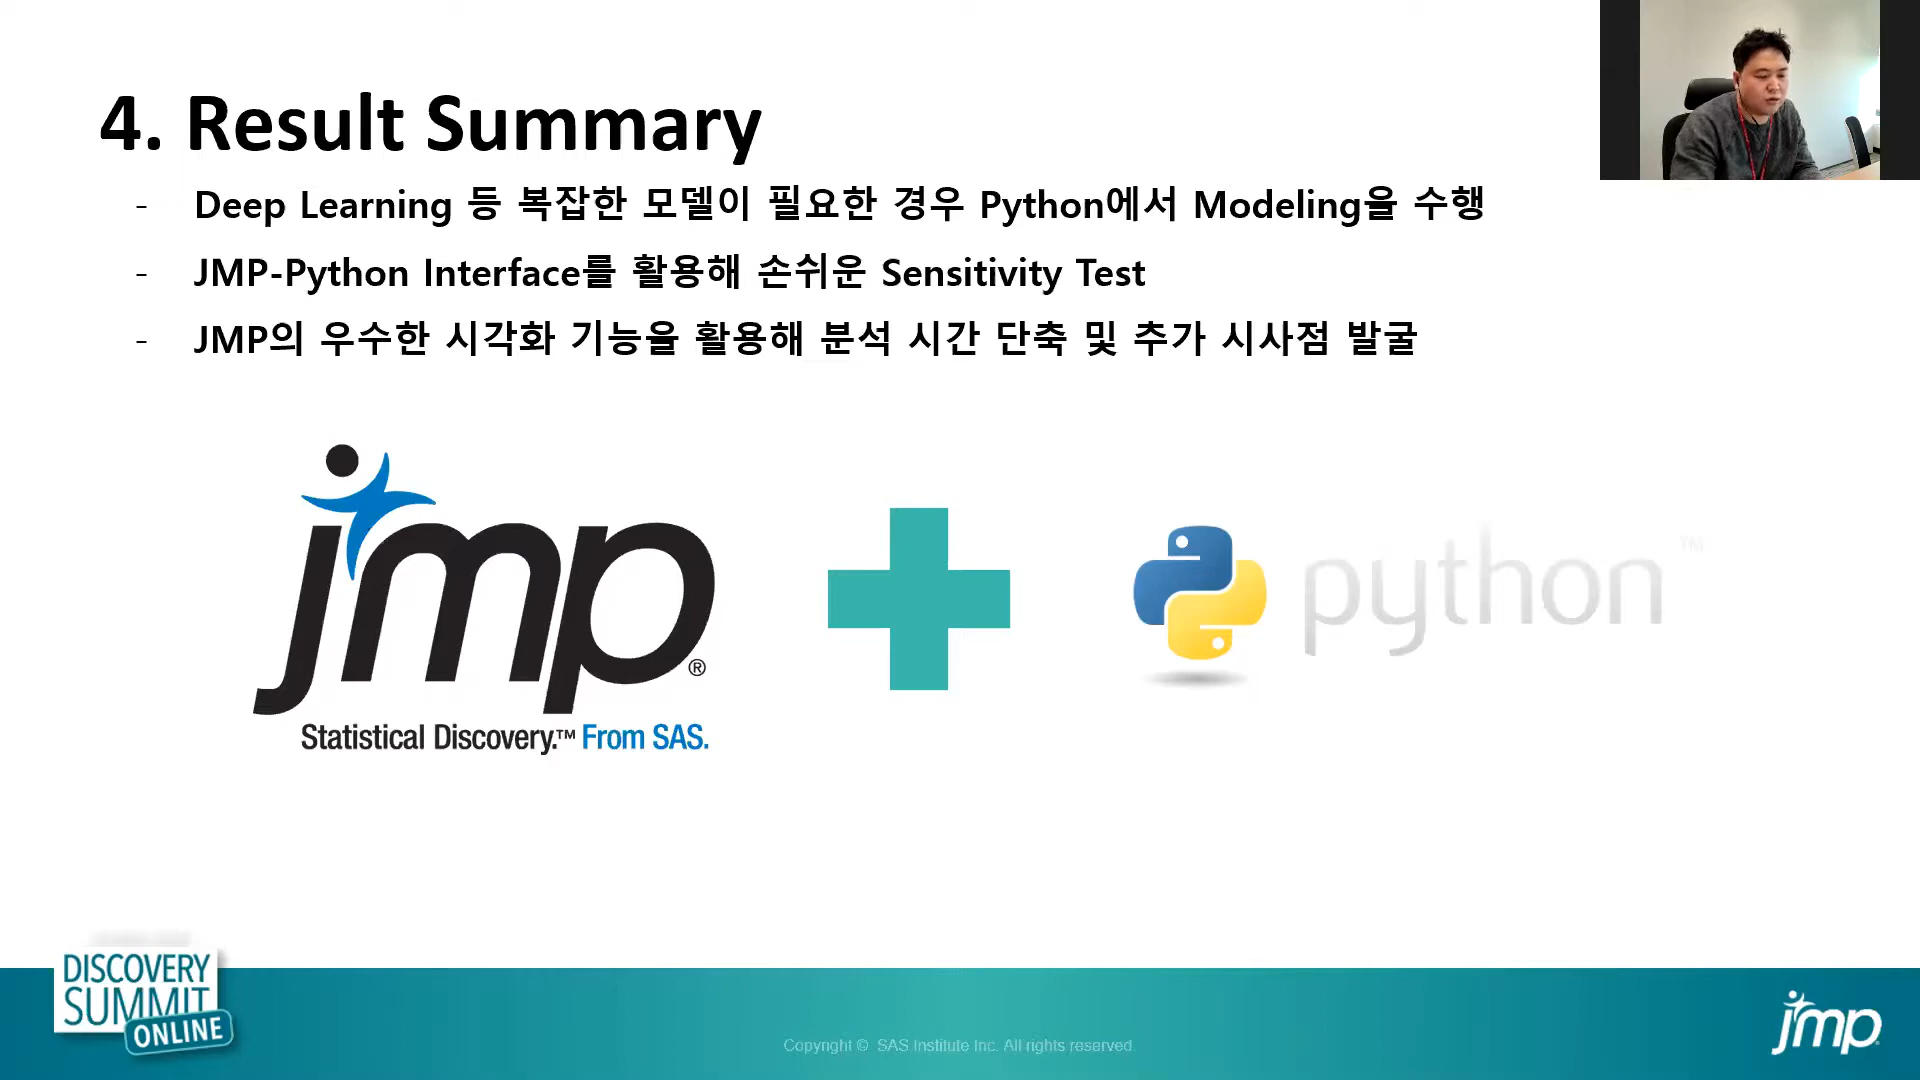 4. Result Summary
- Deep Learning 등 복잡한 모델이 필요한 경우 Python에서 Modeling을 수행
- JMP-Python Interface를 활용해 손쉬운 Sensitivity Test
- JMP의 우수한 시각화 기능을 활용해 분석 시간 단축 및 추가 시사점 발굴
jmp®
Statistical Discovery.™ From SAS.
python™
DISCOVERY
SUMMIT
ONLINE
Copyright © SAS Institute Inc. All rights reserved.
jmp